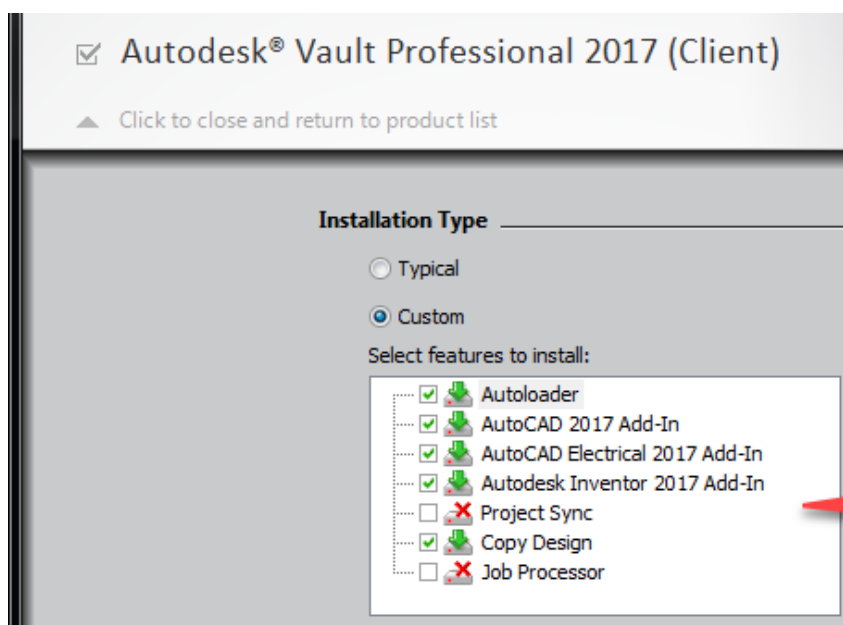 Autodesk® Vault Professional 2017 (Client)
Click to close and return to product list
Installation Type
Typical
Custom
Select features to install:
Autoloader
AutoCAD 2017 Add-In
AutoCAD Electrical 2017 Add-In
Autodesk Inventor 2017 Add-In
Project Sync
Copy Design
Job Processor